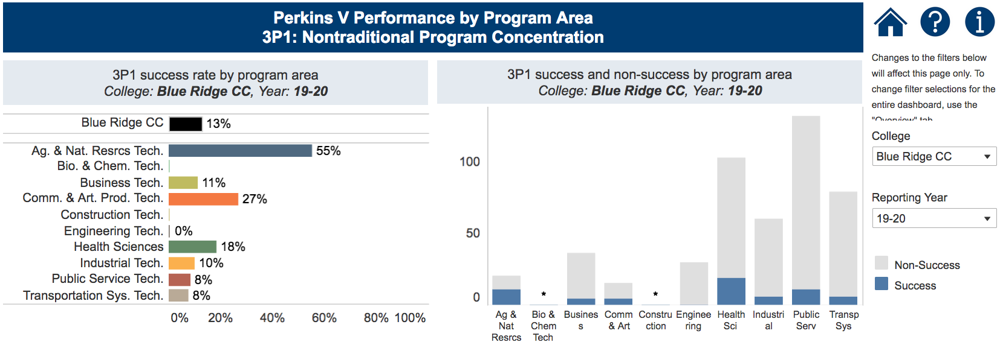 Perkins V Performance by Program Area
3P1: Nontraditional Program Concentration
3P1 success rate by program area
College: Blue Ridge CC, Year: 19-20
Blue Ridge CC 13%
Ag. & Nat. Resrcs Tech. 55%
Bio. & Chem. Tech.
Business Tech. 11%
Comm. & Art. Prod. Tech. 27%
Construction Tech.
Engineering Tech. 0%
Health Sciences 18%
Industrial Tech. 10%
Public Service Tech. 8%
Transportation Sys. Tech. 8%
0% 20% 40% 60% 80% 100%
3P1 success and non-success by program area
College: Blue Ridge CC, Year: 19-20
100
50
0
* *
Ag & Bio & Busines Comm Constru Enginee Health Industri Public Transp
Nat Chem s & Art ction ring Sci al Serv Sys
Resrcs Tech
Changes to the filters below
will affect this page only. To
change filter selections for the
entire dashboard, use the
"Overview" tab
College
Blue Ridge CC
Reporting Year
19-20
Non-Success
Success